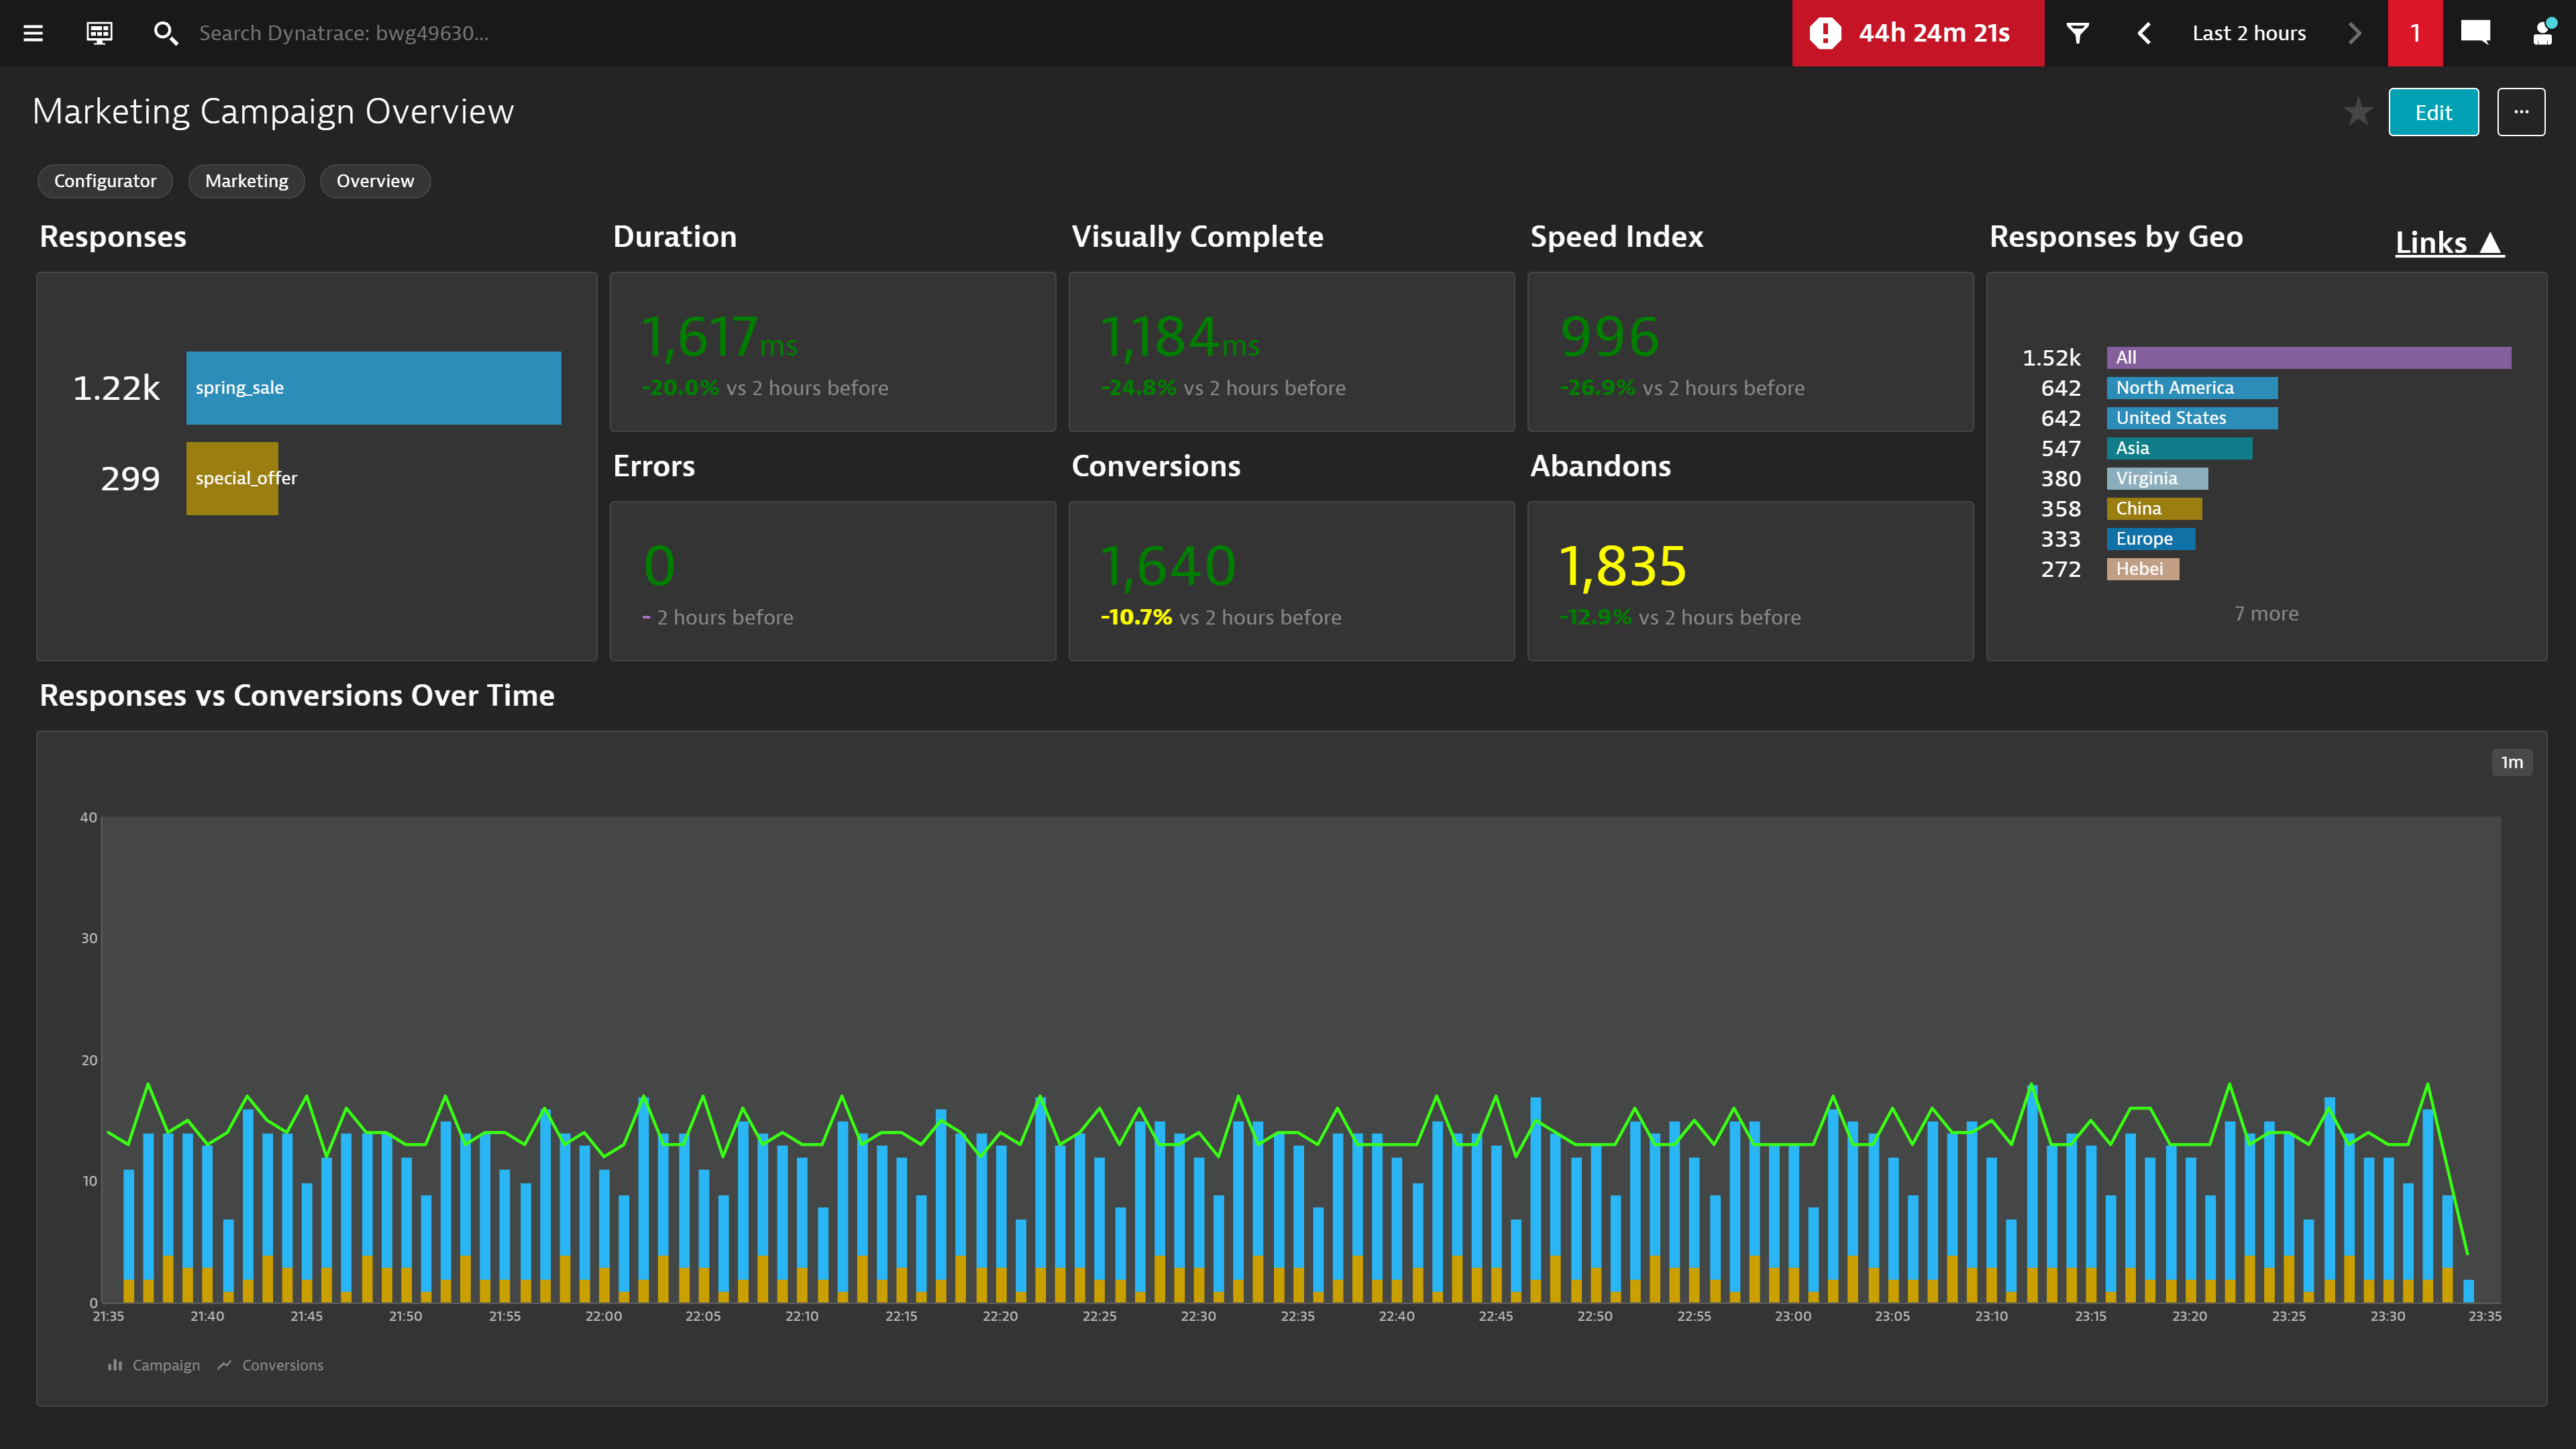 Search Dynatrace: bwg49630...
44h 24m 21s
Last 2 hours
1
Marketing Campaign Overview
Edit
...
Configurator Marketing Overview
Responses
1.22k spring_sale
299 special_offer
Duration
1,617ms
-20.0% vs 2 hours before
Visually Complete
1,184ms
-24.8% vs 2 hours before
Speed Index
996
-26.9% vs 2 hours before
Errors
0
- 2 hours before
Conversions
1,640
-10.7% vs 2 hours before
Abandons
1,835
-12.9% vs 2 hours before
Responses by Geo
Links ▲
1.52k All
642 North America
642 United States
547 Asia
380 Virginia
358 China
333 Europe
272 Hebei
7 more
Responses vs Conversions Over Time
1m
40
30
20
10
0
21:35 21:40 21:45 21:50 21:55 22:00 22:05 22:10 22:15 22:20 22:25 22:30 22:35 22:40 22:45 22:50 22:55 23:00 23:05 23:10 23:15 23:20 23:25 23:30 23:35
Campaign Conversions